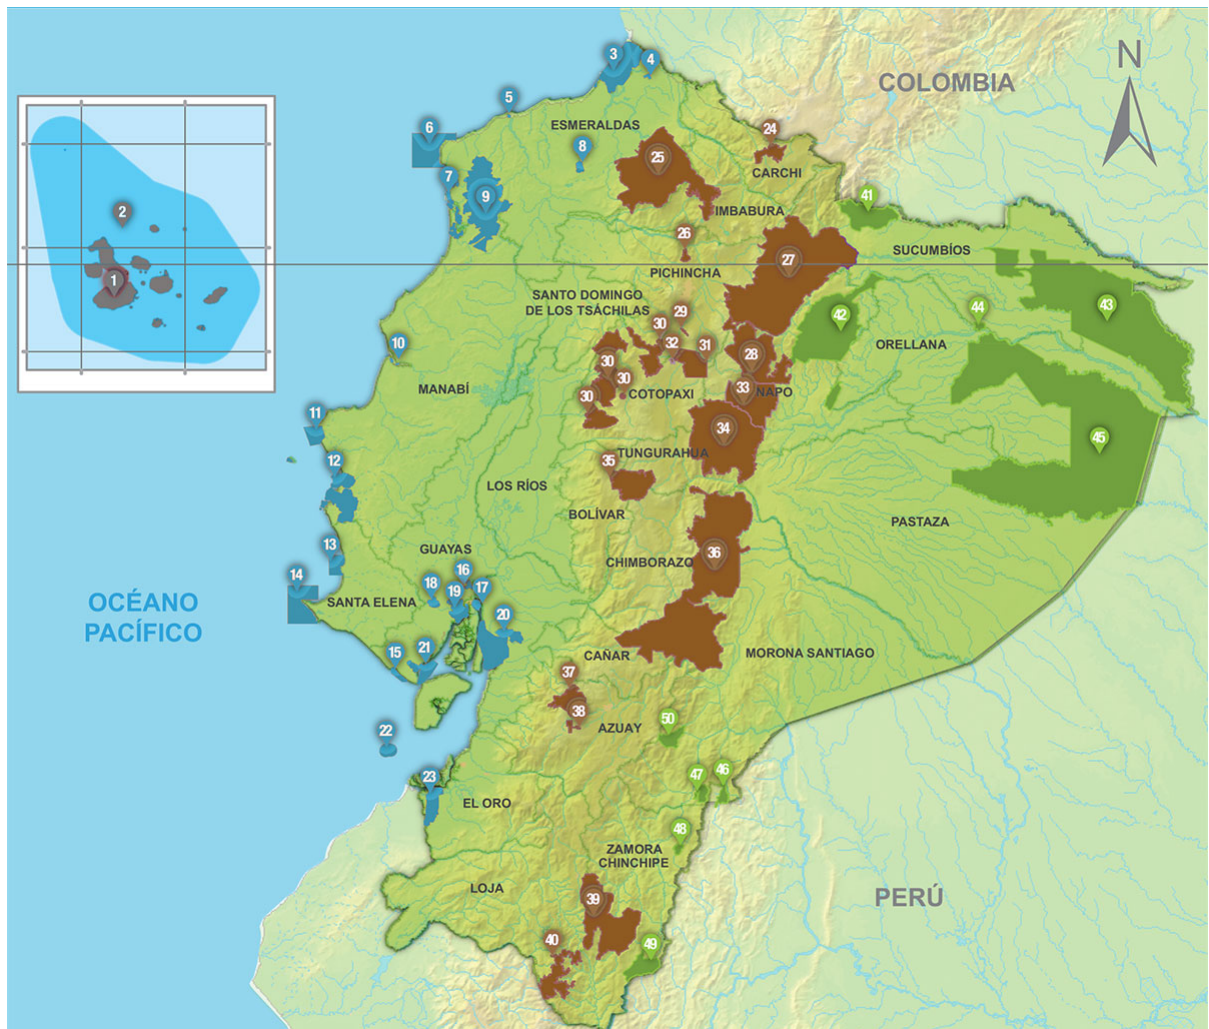 N
3
4
COLOMBIA
5
ESMERALDAS
6
24
8
25
CARCHI
7
9
41
2
IMBABURA
26
SUCUMBÍOS
27
PICHINCHA
1
SANTO DOMINGO
DE LOS TSÁCHILAS
29
42
44
43
30
10
32
31
ORELLANA
28
30
MANABÍ
30
COTOPAXI
33
NAPO
30
11
34
45
12
35
TUNGURAHUA
LOS RÍOS
BOLÍVAR
PASTAZA
13
GUAYAS
CHIMBORAZO
36
14
16
18
17
19
OCÉANO
PACÍFICO
SANTA ELENA
20
15
21
CAÑAR
MORONA SANTIAGO
37
38
50
AZUAY
22
23
47
46
EL ORO
48
ZAMORA
CHINCHIPE
LOJA
39
PERÚ
40
49